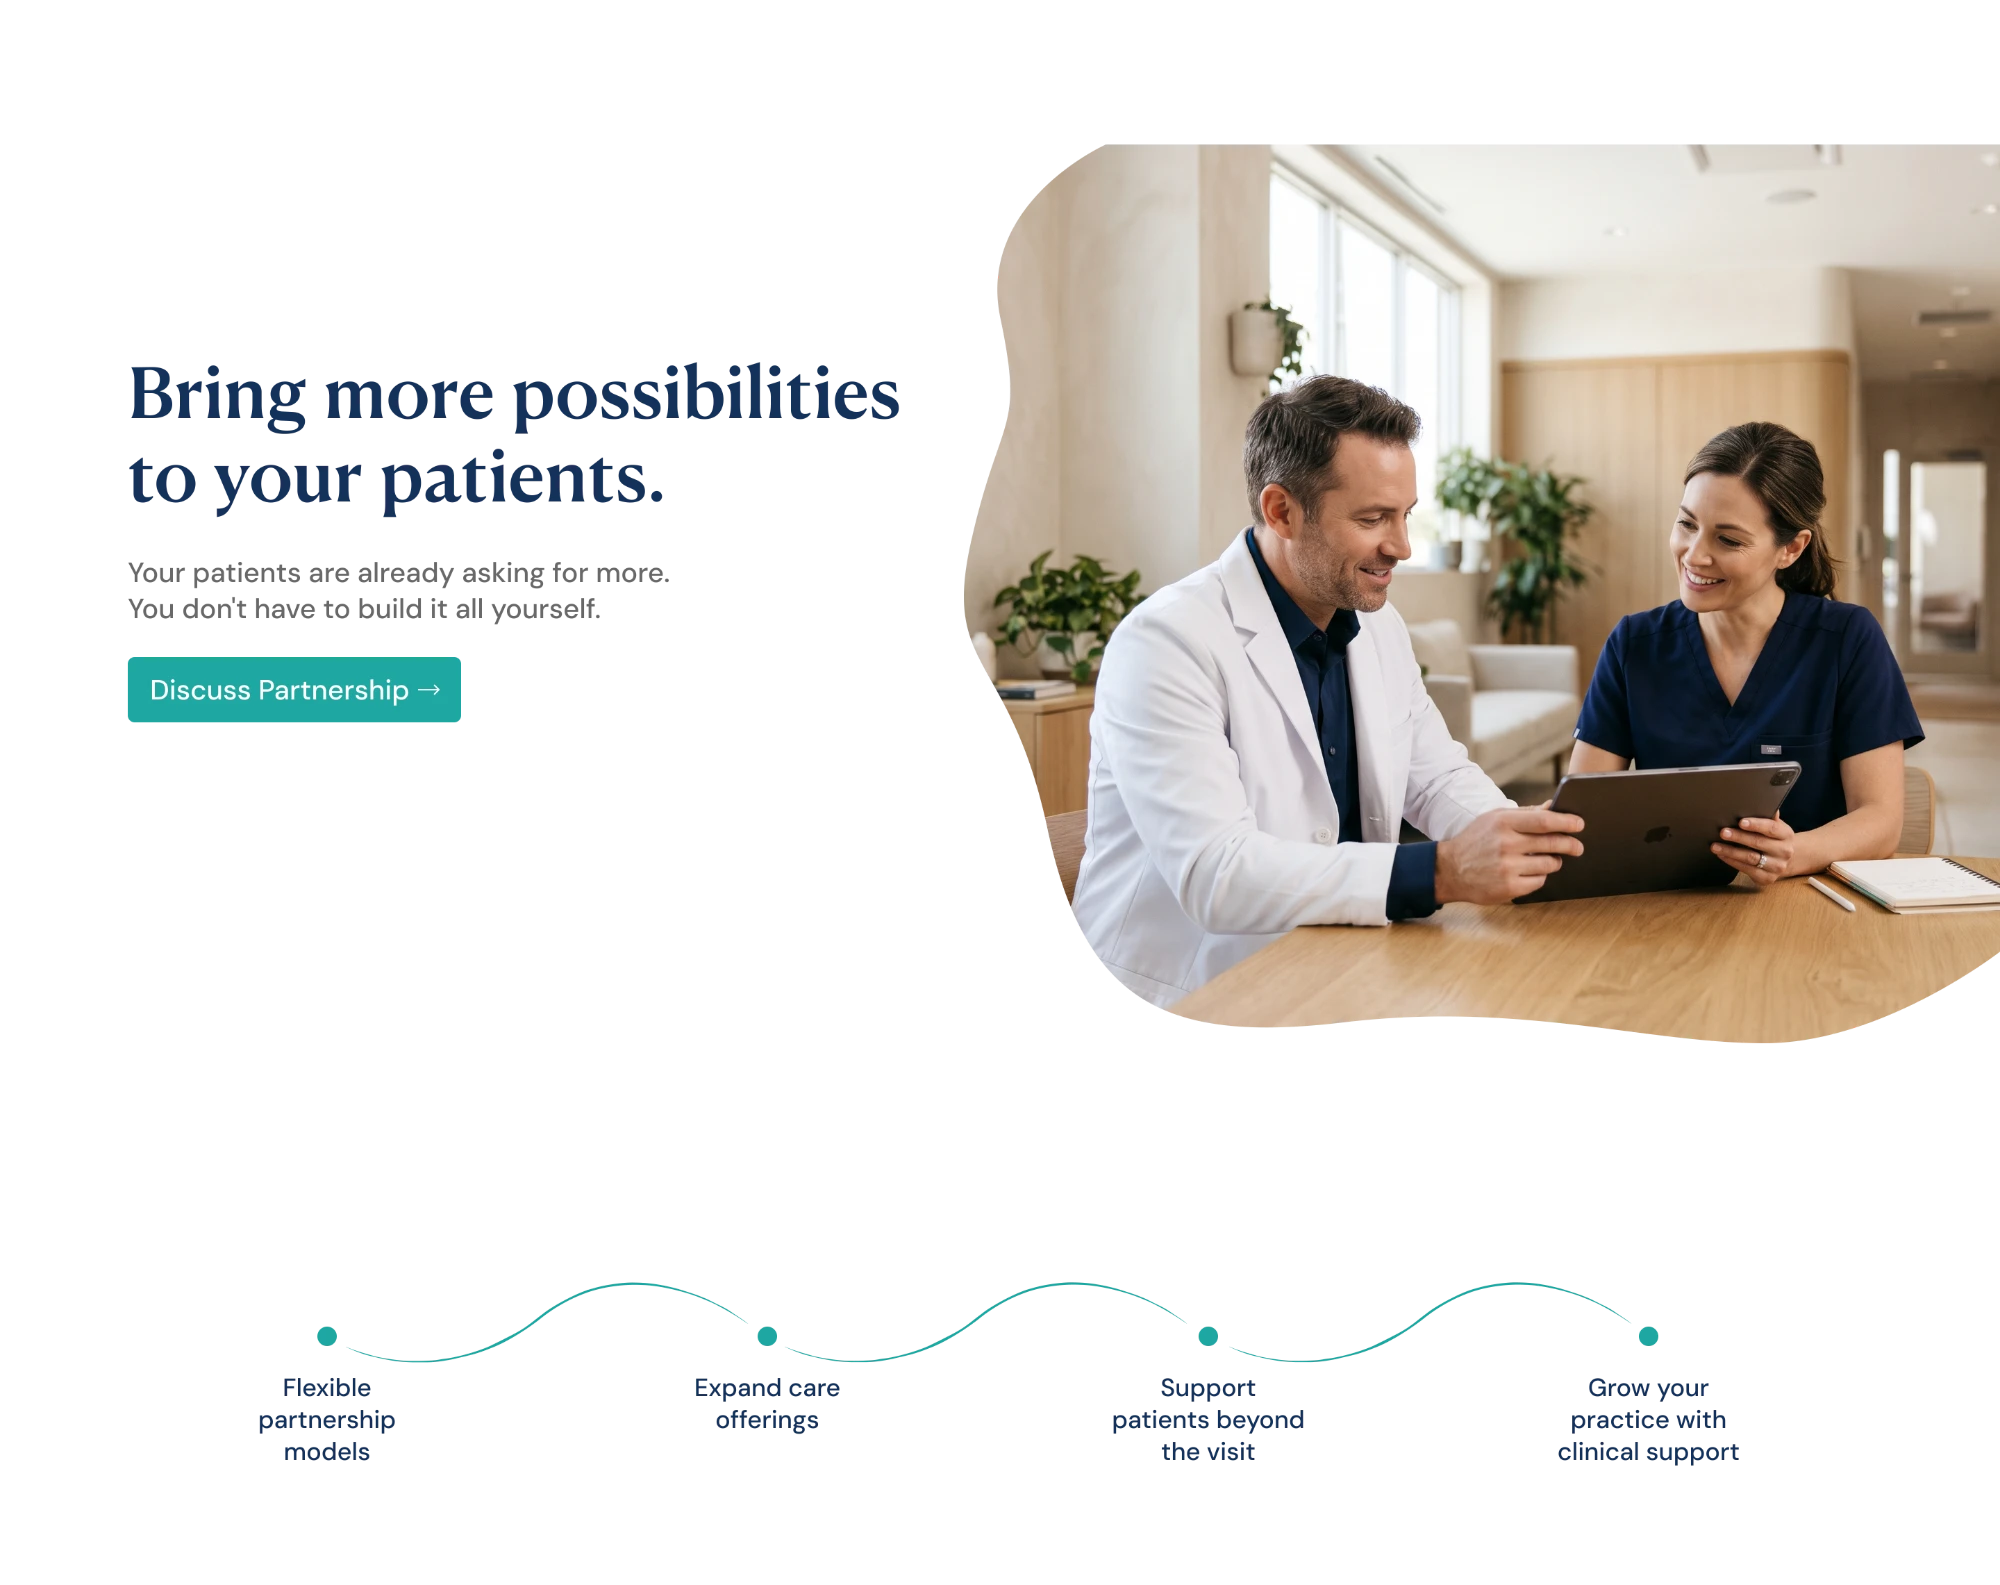 Bring more possibilities
to your patients.
Your patients are already asking for more.
You don't have to build it all yourself.
Discuss Partnership →
Flexible
partnership
models
Expand care
offerings
Support
patients beyond
the visit
Grow your
practice with
clinical support